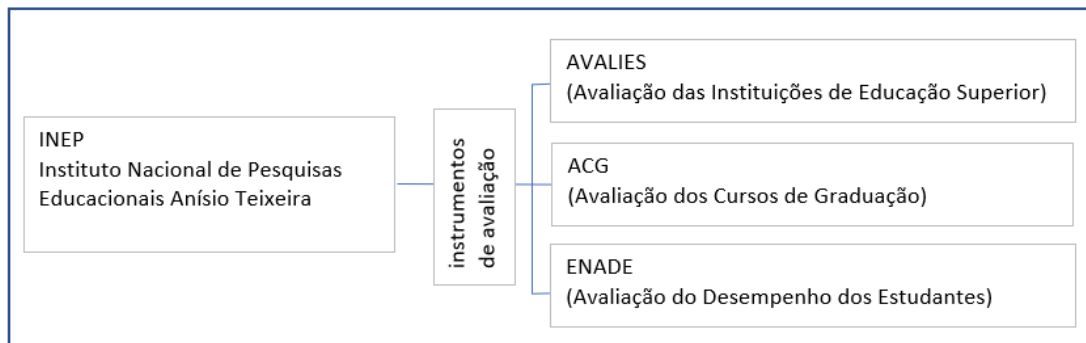 INEP
Instituto Nacional de Pesquisas
Educacionais Anísio Teixeira
instrumentos
de avaliação
AVALIES
(Avaliação das Instituições de Educação Superior)
ACG
(Avaliação dos Cursos de Graduação)
ENADE
(Avaliação do Desempenho dos Estudantes)